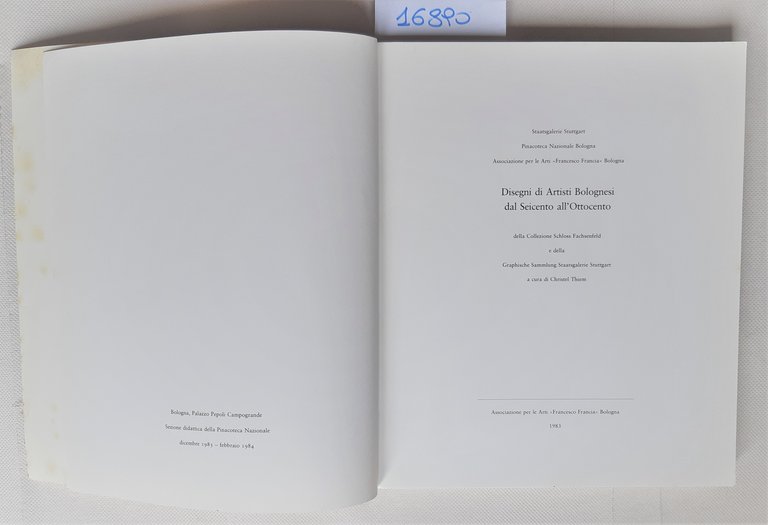 16890
Bologna, Palazzo Pepoli Campogrande
Sezione didattica della Pinacoteca Nazionale
dicembre 1983 – febbraio 1984
Staatsgalerie Stuttgart
Pinacoteca Nazionale Bologna
Associazione per le Arti »Francesco Francia« Bologna
Disegni di Artisti Bolognesi
dal Seicento all'Ottocento
della Collezione Schloss Fachsenfeld
e della
Graphische Sammlung Staatsgalerie Stuttgart
a cura di Christel Thiem
Associazione per le Arti »Francesco Francia« Bologna
1983